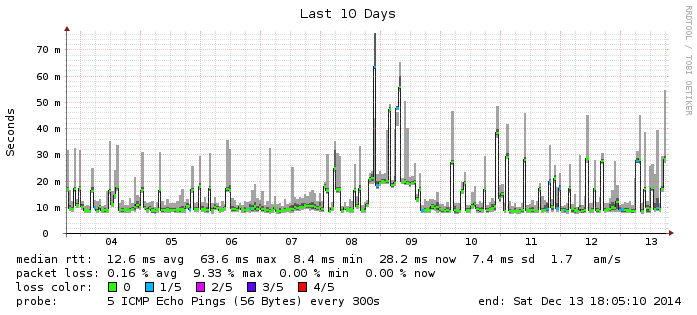 Last 10 Days
RRDTOOL / TOBI OETIKER
Seconds
70 m
60 m
50 m
40 m
30 m
20 m
10 m
0
04 05 06 07 08 09 10 11 12 13
median rtt: 12.6 ms avg 63.6 ms max 8.4 ms min 28.2 ms now 7.4 ms sd 1.7 am/s
packet loss: 0.16 % avg 9.33 % max 0.00 % min 0.00 % now
loss color: 0 1/5 2/5 3/5 4/5
probe: 5 ICMP Echo Pings (56 Bytes) every 300s end: Sat Dec 13 18:05:10 2014